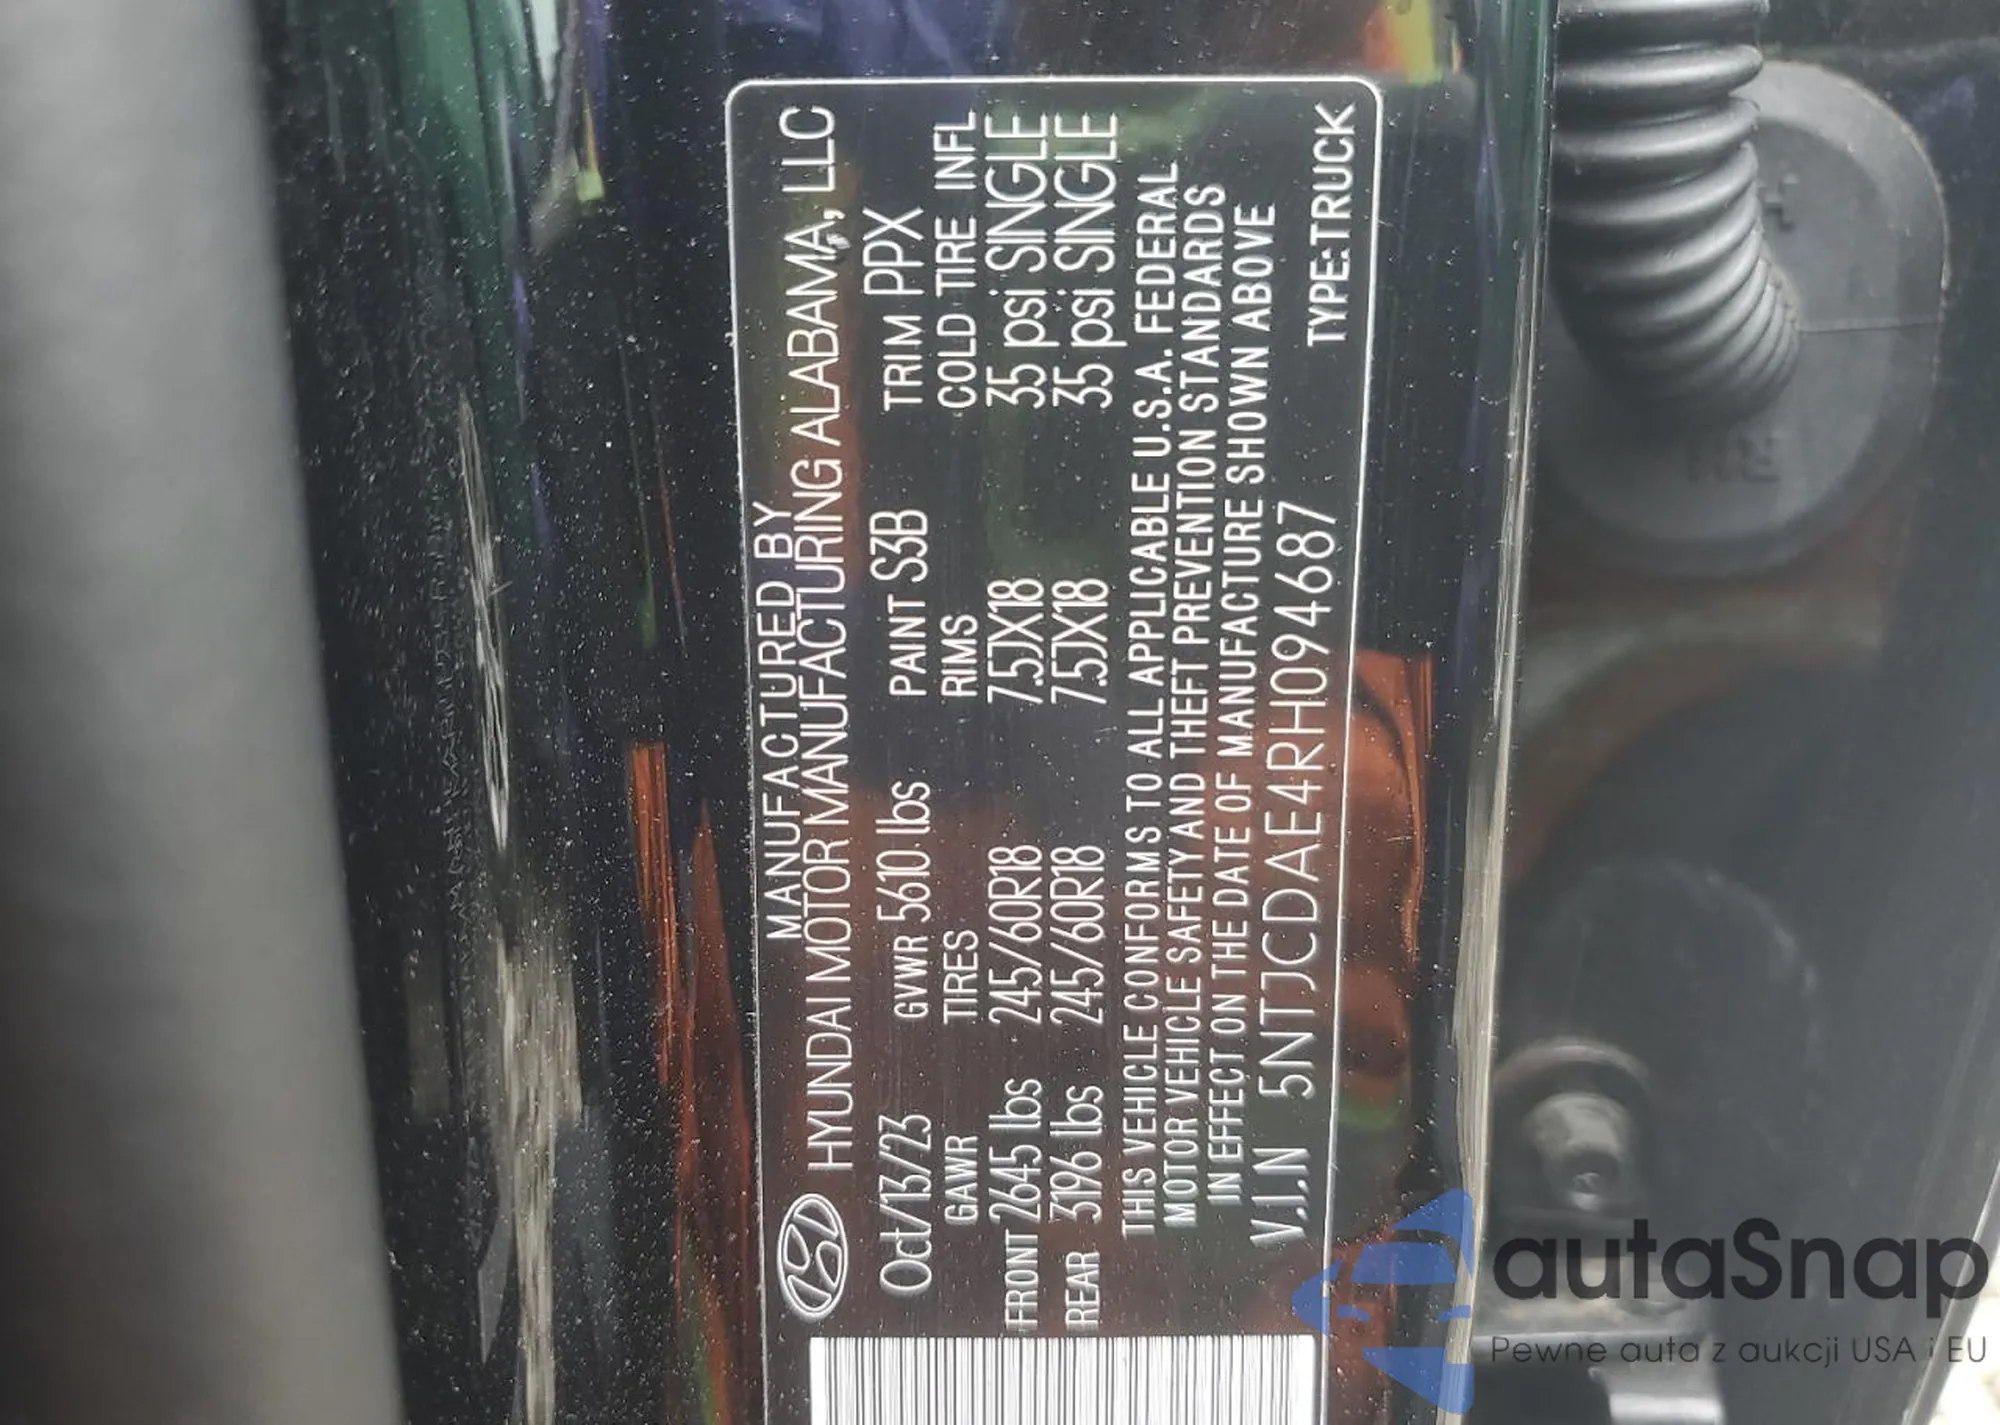 MANUFACTURED BY
HYUNDAI MOTOR MANUFACTURING ALABAMA, LLC
Oct/13/23 GVWR 5610 lbs PAINT S3B TRIM PPX
GAWR TIRES RIMS COLD TIRE INFL
FRONT 2645 lbs 245/60R18 7.5JX18 35 psi SINGLE
REAR 3196 lbs 245/60R18 7.5JX18 35 psi SINGLE
THIS VEHICLE CONFORMS TO ALL APPLICABLE U.S.A. FEDERAL
MOTOR VEHICLE SAFETY AND THEFT PREVENTION STANDARDS
IN EFFECT ON THE DATE OF MANUFACTURE SHOWN ABOVE
V.I.N 5NTJCDAE4RH094687 TYPE:TRUCK
autaSnap
Pewne auta z aukcji USA i EU